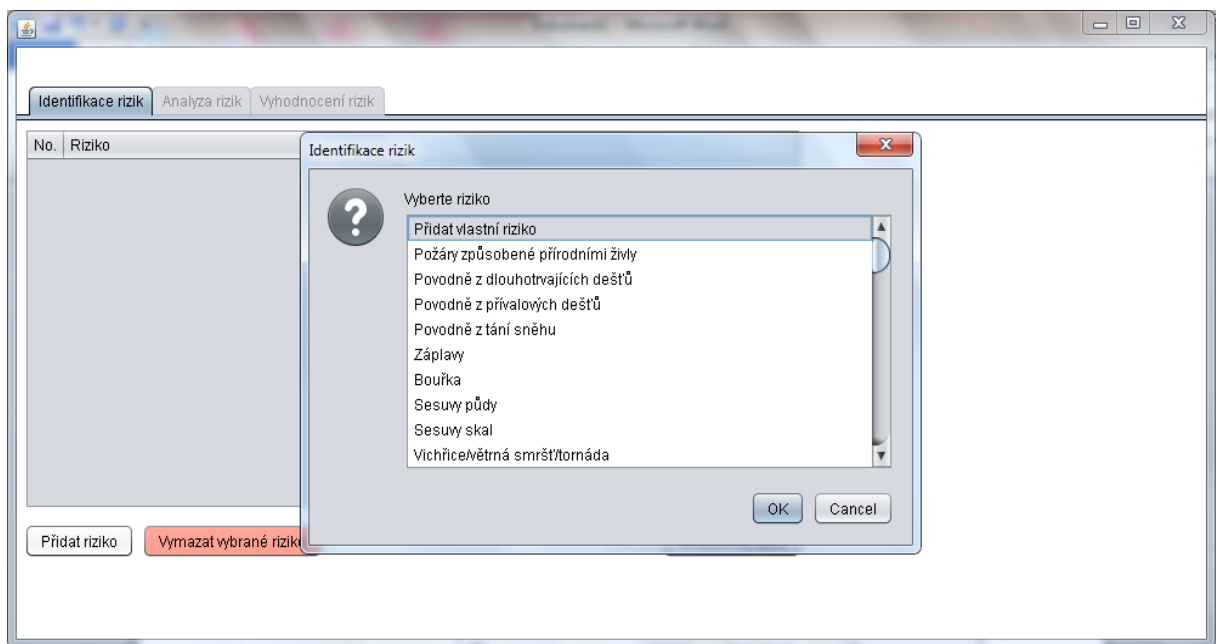 Identifikace rizik
Analyza rizik
Vyhodnocení rizik
No.
Riziko
Identifikace rizik
?
Vyberte riziko
Přidat vlastní riziko
Požáry způsobené přírodními živly
Povodně z dlouhotrvajících dešťů
Povodně z přívalových dešťů
Povodně z tání sněhu
Záplavy
Bouřka
Sesuvy půdy
Sesuvy skal
Vichřice/větrná smršť/tornáda
OK
Cancel
Přidat riziko
Vymazat vybrané riziko